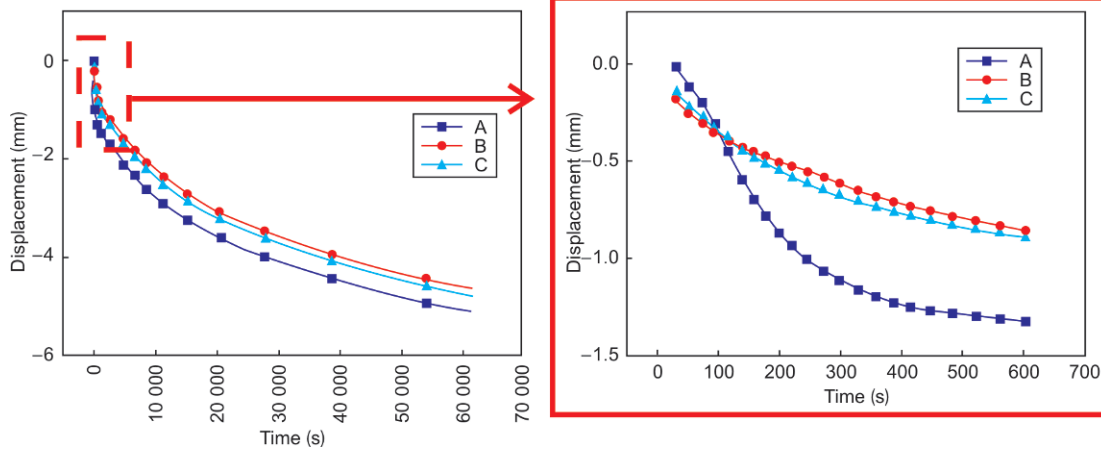 0
−2
−4
−6
Displacement (mm)
A
B
C
0
10 000
20 000
30 000
40 000
50 000
60 000
70 000
Time (s)
0.0
−0.5
−1.0
−1.5
Displacement (mm)
A
B
C
0 100 200 300 400 500 600 700
Time (s)